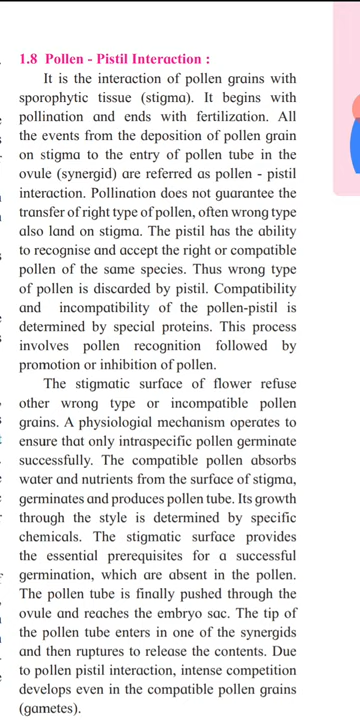 1.8 Pollen - Pistil Interaction :
It is the interaction of pollen grains with
sporophytic tissue (stigma). It begins with
pollination and ends with fertilization. All
the events from the deposition of pollen grain
on stigma to the entry of pollen tube in the
ovule (synergid) are referred as pollen - pistil
interaction. Pollination does not guarantee the
transfer of right type of pollen, often wrong type
also land on stigma. The pistil has the ability
to recognise and accept the right or compatible
pollen of the same species. Thus wrong type
of pollen is discarded by pistil. Compatibility
and incompatibility of the pollen-pistil is
determined by special proteins. This process
involves pollen recognition followed by
promotion or inhibition of pollen.
The stigmatic surface of flower refuse
other wrong type or incompatible pollen
grains. A physiologial mechanism operates to
ensure that only intraspecific pollen germinate
successfully. The compatible pollen absorbs
water and nutrients from the surface of stigma,
germinates and produces pollen tube. Its growth
through the style is determined by specific
chemicals. The stigmatic surface provides
the essential prerequisites for a successful
germination, which are absent in the pollen.
The pollen tube is finally pushed through the
ovule and reaches the embryo sac. The tip of
the pollen tube enters in one of the synergids
and then ruptures to release the contents. Due
to pollen pistil interaction, intense competition
develops even in the compatible pollen grains
(gametes).